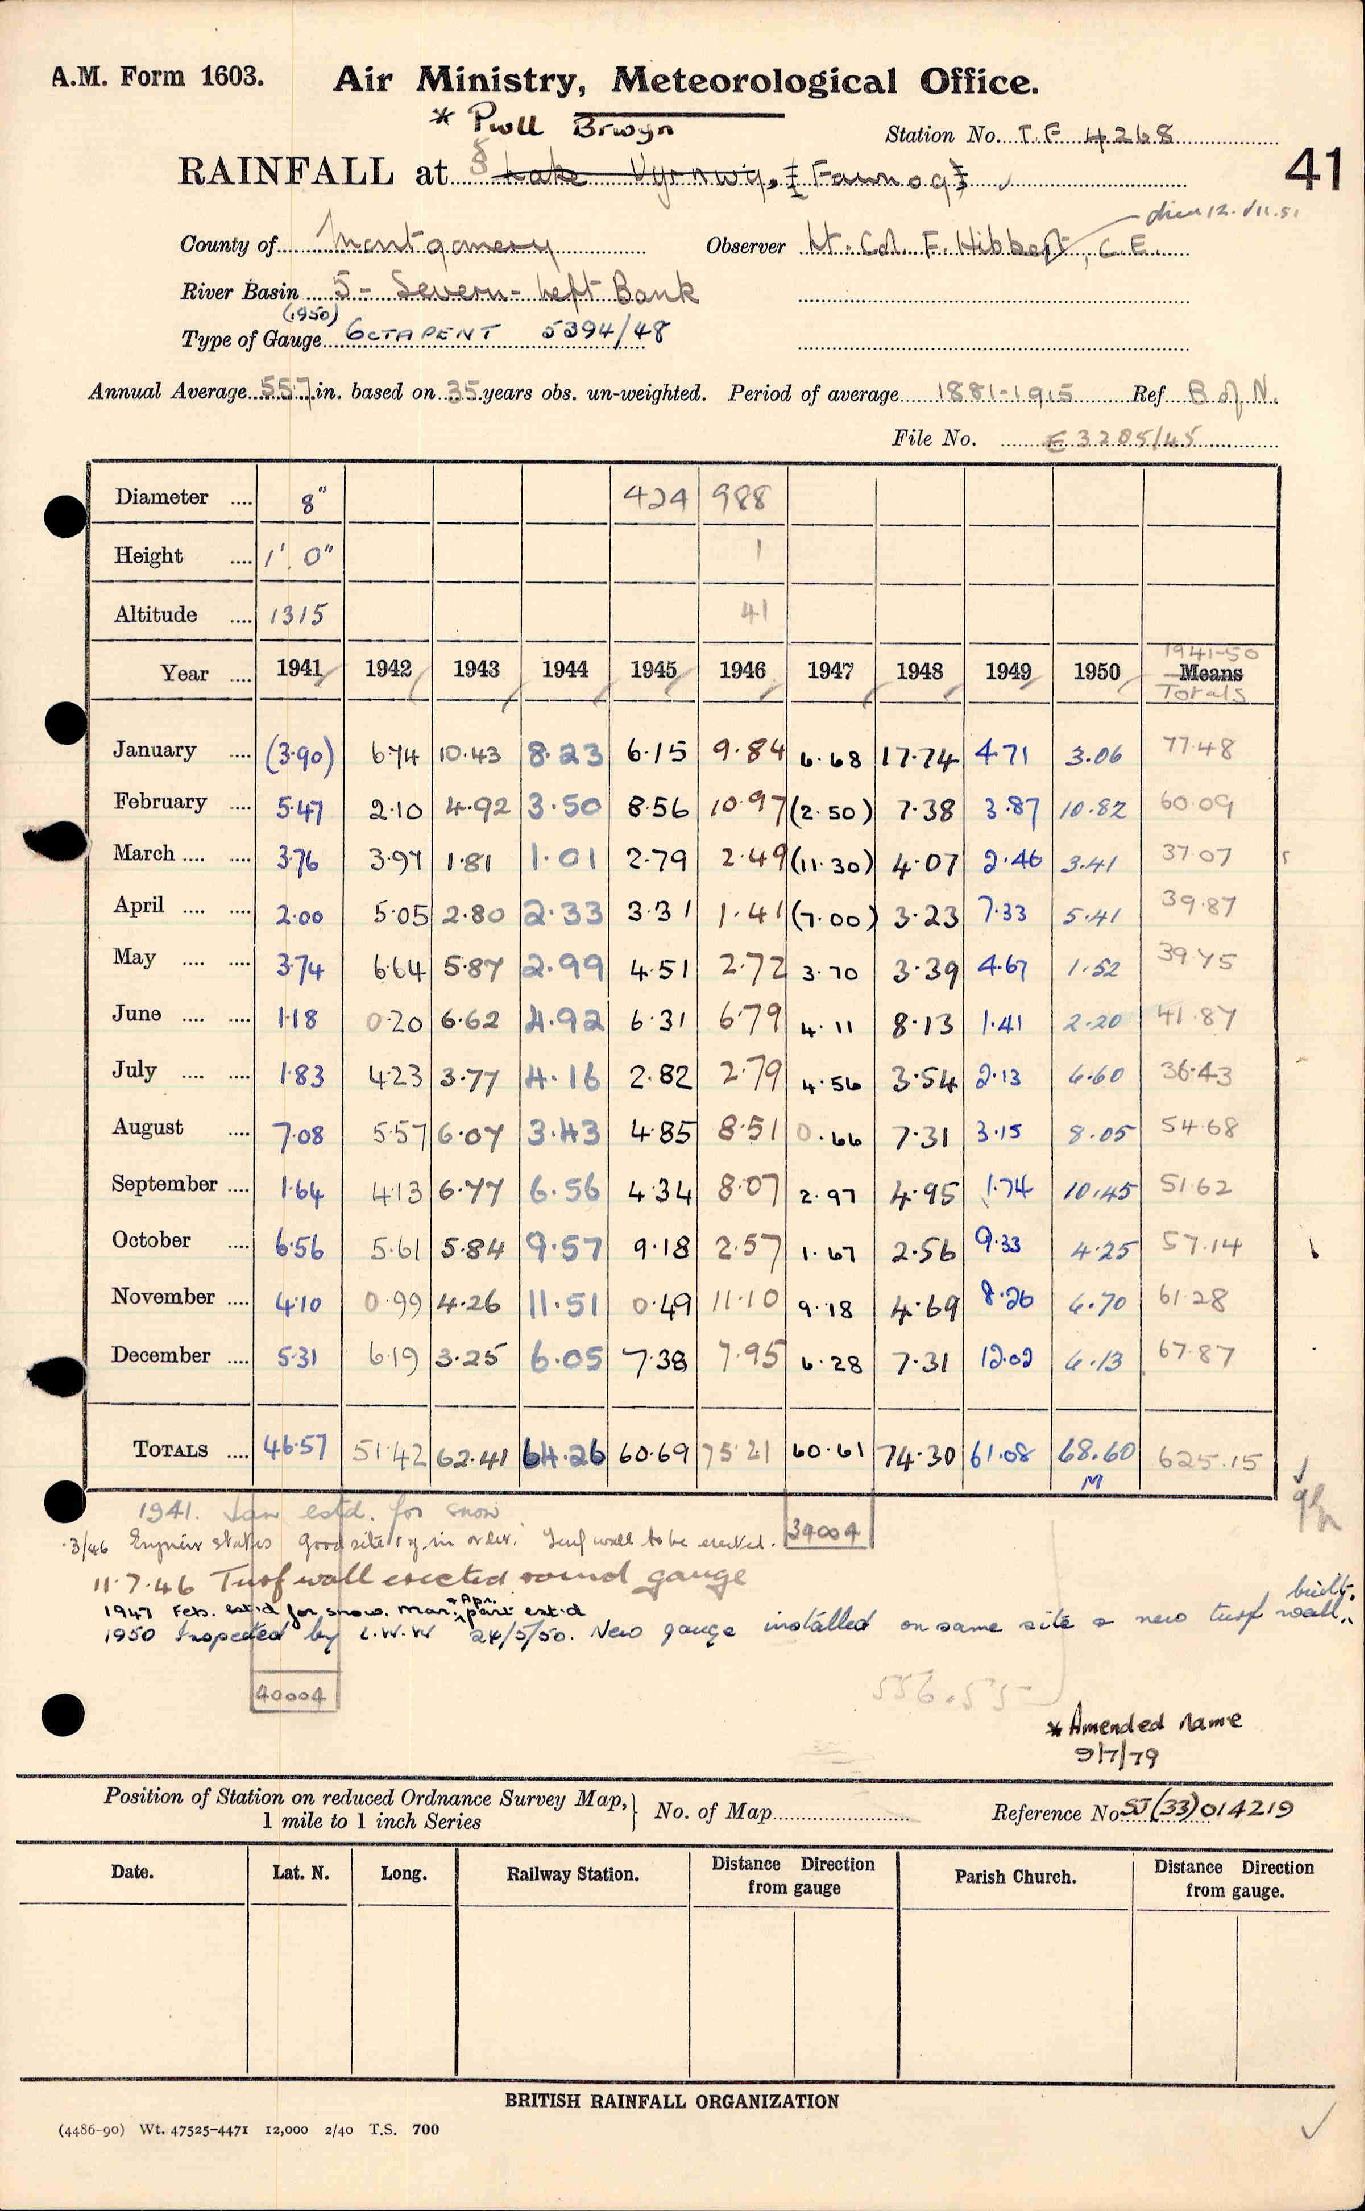 A.M. Form 1603. Air Ministry, Meteorological Office.
* Pwll Brwyn
Station No. T.F 4268
41
RAINFALL at Lake Vyrnwy, [Fawnog]
died 12.VII.51
County of Montgomery Observer Lt. Col. F. Hibbert, C.E.
River Basin 5 - Severn - Left Bank
(1950)
Type of Gauge OCTAPENT 5394/48
Annual Average 55.7 in. based on 35 years obs. un-weighted. Period of average 1881-1915 Ref B of N.
File No. E 3285/45
Diameter .... 8" 424 988
Height .... 1' 0" 1
Altitude .... 1315 41
1941-50
Year .... 1941 1942 1943 1944 1945 1946 1947 1948 1949 1950 Means
Totals
January .... (3.90) 6.74 10.43 8.23 6.15 9.84 6.68 17.74 4.71 3.06 77.48
February .... 5.47 2.10 4.92 3.50 8.56 10.97 (2.50) 7.38 3.87 10.82 60.09
March .... .... 3.76 3.97 1.81 1.01 2.79 2.49 (11.30) 4.07 2.46 3.41 37.07
April .... .... 2.00 5.05 2.80 2.33 3.31 1.41 (7.00) 3.23 7.33 5.41 39.87
May .... .... 3.74 6.64 5.87 2.99 4.51 2.72 3.70 3.39 4.67 1.52 39.75
June .... .... 1.18 0.20 6.62 4.92 6.31 6.79 4.11 8.13 1.41 2.20 41.87
July .... .... 1.83 4.23 3.77 4.16 2.82 2.79 4.56 3.54 2.13 6.60 36.43
August .... 7.08 5.57 6.07 3.43 4.85 8.51 0.66 7.31 3.15 8.05 54.68
September .... 1.64 4.13 6.77 6.56 4.34 8.07 2.97 4.95 1.74 10.45 51.62
October .... 6.56 5.61 5.84 9.57 9.18 2.57 1.67 2.56 9.33 4.25 57.14
November .... 4.10 0.99 4.26 11.51 0.49 11.10 9.18 4.69 8.26 6.70 61.28
December .... 5.31 6.19 3.25 6.05 7.38 7.95 6.28 7.31 12.02 6.13 67.87
TOTALS .... 46.57 51.42 62.41 64.26 60.69 75.21 60.61 74.30 61.08 68.60 625.15
M
1941. Jan estd. for snow
34004
3/46 Engineer states good site & g. in order. Turf wall to be erected.
11.7.46 Turf wall erected round gauge
1947 Feb. est'd for snow. Mar. & Apr. part est'd
1950 Inspected by L.W.W 24/5/50. New gauge installed on same site & new turf wall built.
40004
556.55
* Amended name
9/7/79
Position of Station on reduced Ordnance Survey Map, 1 mile to 1 inch Series } No. of Map Reference No SJ (33) 014219
Date. Lat. N. Long. Railway Station. Distance Direction from gauge Parish Church. Distance Direction from gauge.
BRITISH RAINFALL ORGANIZATION
(4486-90) Wt. 47525-4471 12,000 2/40 T.S. 700